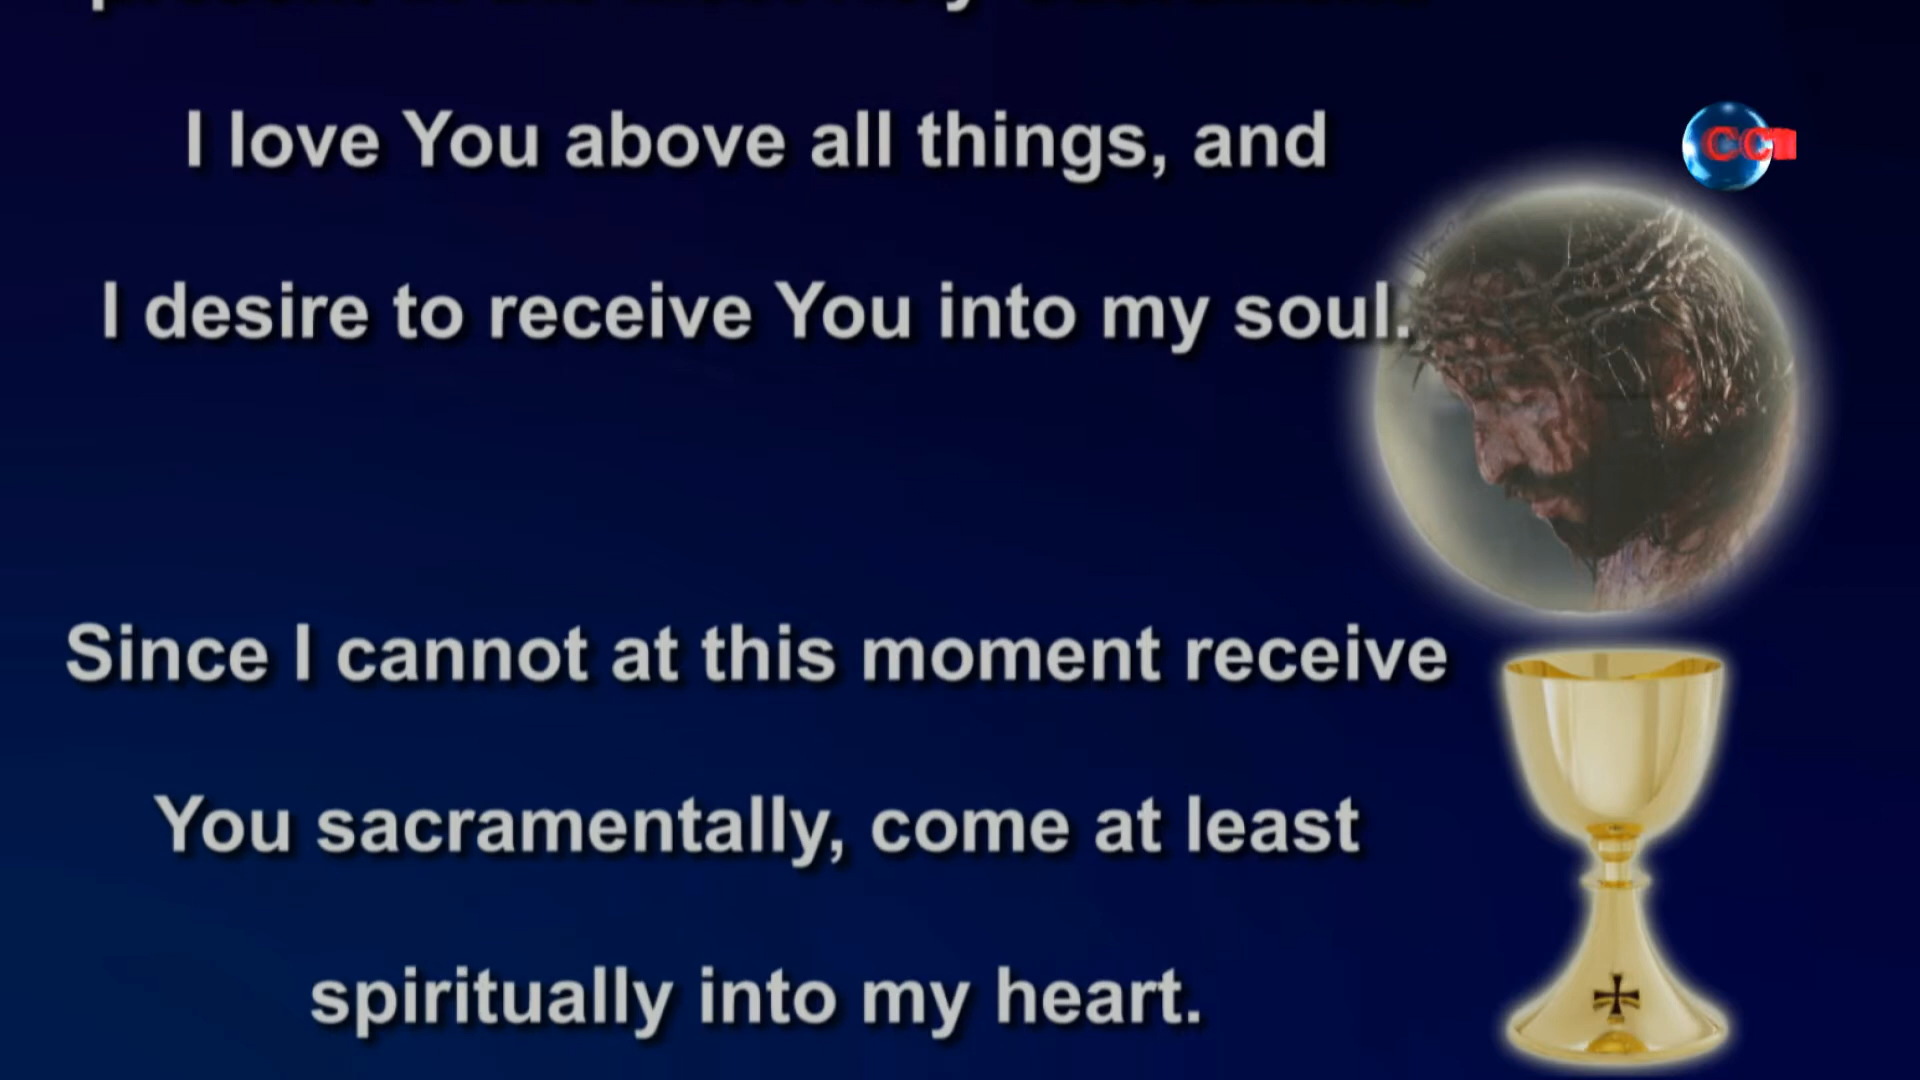 I love You above all things, and
I desire to receive You into my soul.
Since I cannot at this moment receive
You sacramentally, come at least
spiritually into my heart.